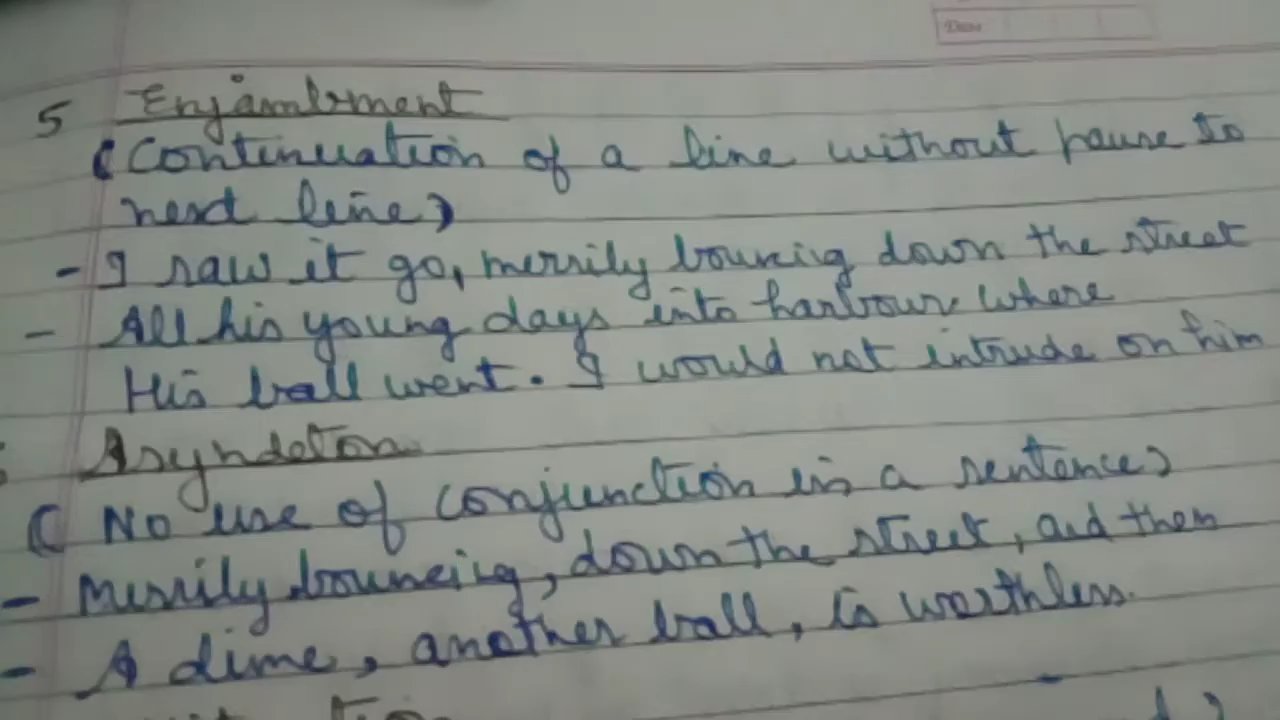 Date
5 Enjambment
(Continuation of a line without pause to
next line)
- I saw it go, merrily bouncing down the street
- All his young days into harbour where
His ball went. I would not intrude on him
Asyndeton
( No use of conjunction in a sentence)
- Merrily bouncing, down the street, and then
- A dime, another ball, is worthless.